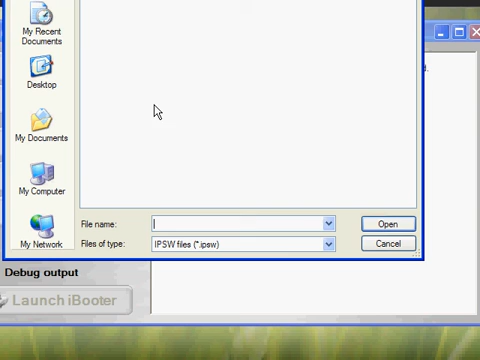 My Recent
Documents
Desktop
My Documents
My Computer
My Network
File name:
Open
Files of type:
IPSW files (*.ipsw)
Cancel
d.
Debug output
Launch iBooter